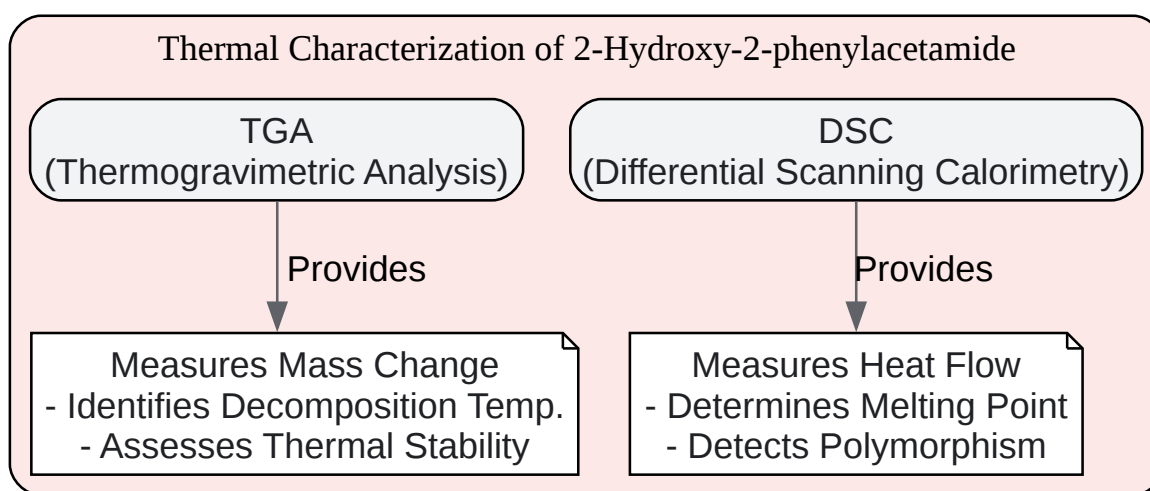 Thermal Characterization of 2-Hydroxy-2-phenylacetamide
TGA
(Thermogravimetric Analysis)
DSC
(Differential Scanning Calorimetry)
Provides
Provides
Measures Mass Change
- Identifies Decomposition Temp.
- Assesses Thermal Stability
Measures Heat Flow
- Determines Melting Point
- Detects Polymorphism